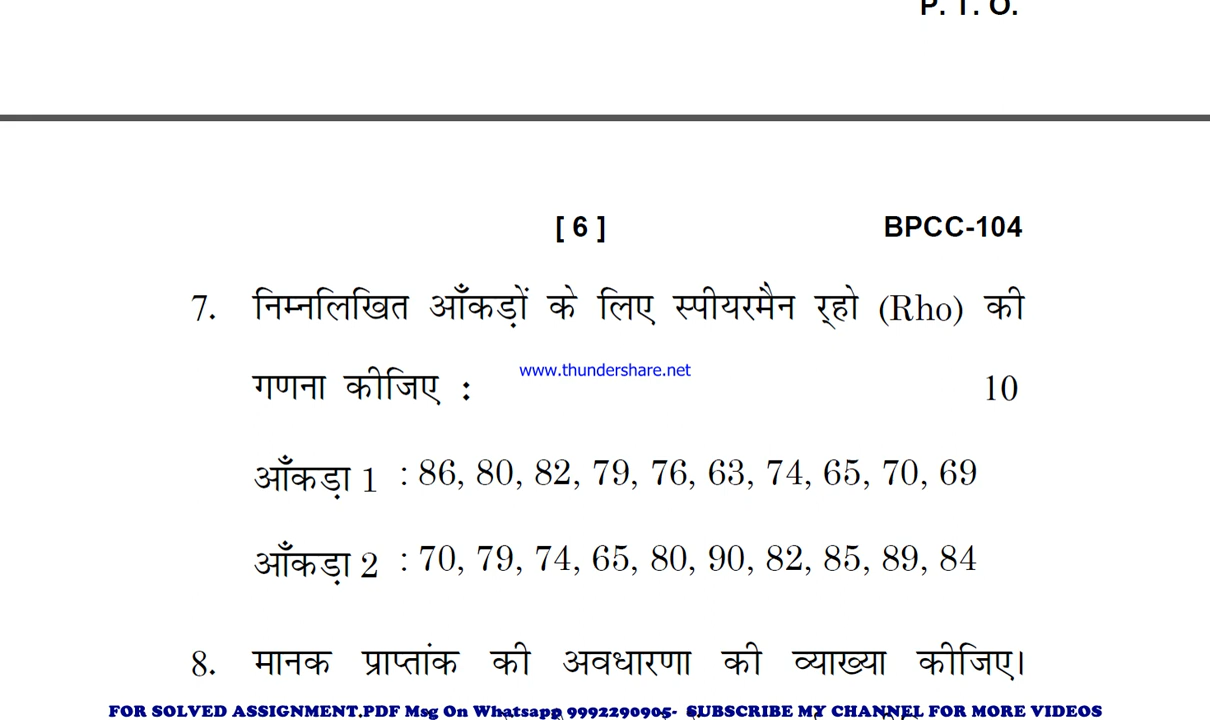 P. T. O.
[ 6 ] BPCC-104
7. निम्नलिखित आँकड़ों के लिए स्पीयरमैन र्‌हो (Rho) की
www.thundershare.net
गणना कीजिए : 10
आँकड़ा 1 : 86, 80, 82, 79, 76, 63, 74, 65, 70, 69
आँकड़ा 2 : 70, 79, 74, 65, 80, 90, 82, 85, 89, 84
8. मानक प्राप्तांक की अवधारणा की व्याख्या कीजिए।
FOR SOLVED ASSIGNMENT.PDF Msg On Whatsapp 9992290905- SUBSCRIBE MY CHANNEL FOR MORE VIDEOS